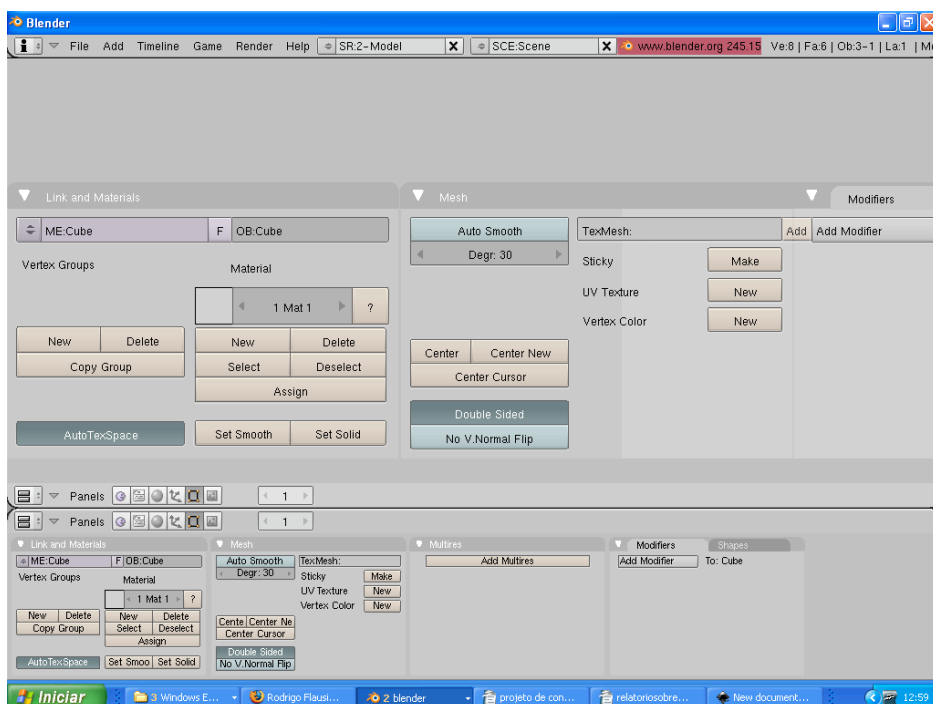 Blender
File Add Timeline Game Render Help SR:2-Model SCE:Scene www.blender.org 245.15 Ve:8 | Fa:6 | Ob:3-1 | La:1 |
Link and Materials Mesh Modifiers
ME:Cube F OB:Cube Auto Smooth TexMesh: Add Add Modifier
Degr: 30 Sticky Make
Vertex Groups Material
UV Texture New
1 Mat 1 ?
Vertex Color New
New Delete New Delete
Center Center New
Copy Group Select Deselect
Center Cursor
Assign
Double Sided
AutoTexSpace Set Smooth Set Solid
No V.Normal Flip
Panels 1
Panels 1
Link and Materials Mesh Multires Modifiers Shapes
ME:Cube F OB:Cube Auto Smooth TexMesh: Add Multires Add Modifier To: Cube
Degr: 30 Sticky Make
Vertex Groups Material
UV Texture New
1 Mat 1 ?
Vertex Color New
New Delete New Delete
Cente Center Ne
Copy Group Select Deselect
Center Cursor
Assign
Double Sided
AutoTexSpace Set Smoo Set Solid
No V.Normal Flip
Iniciar 3 Windows E... Rodrigo Flausi... 2 blender projeto de con... relatoriosobre... New document... 12:59